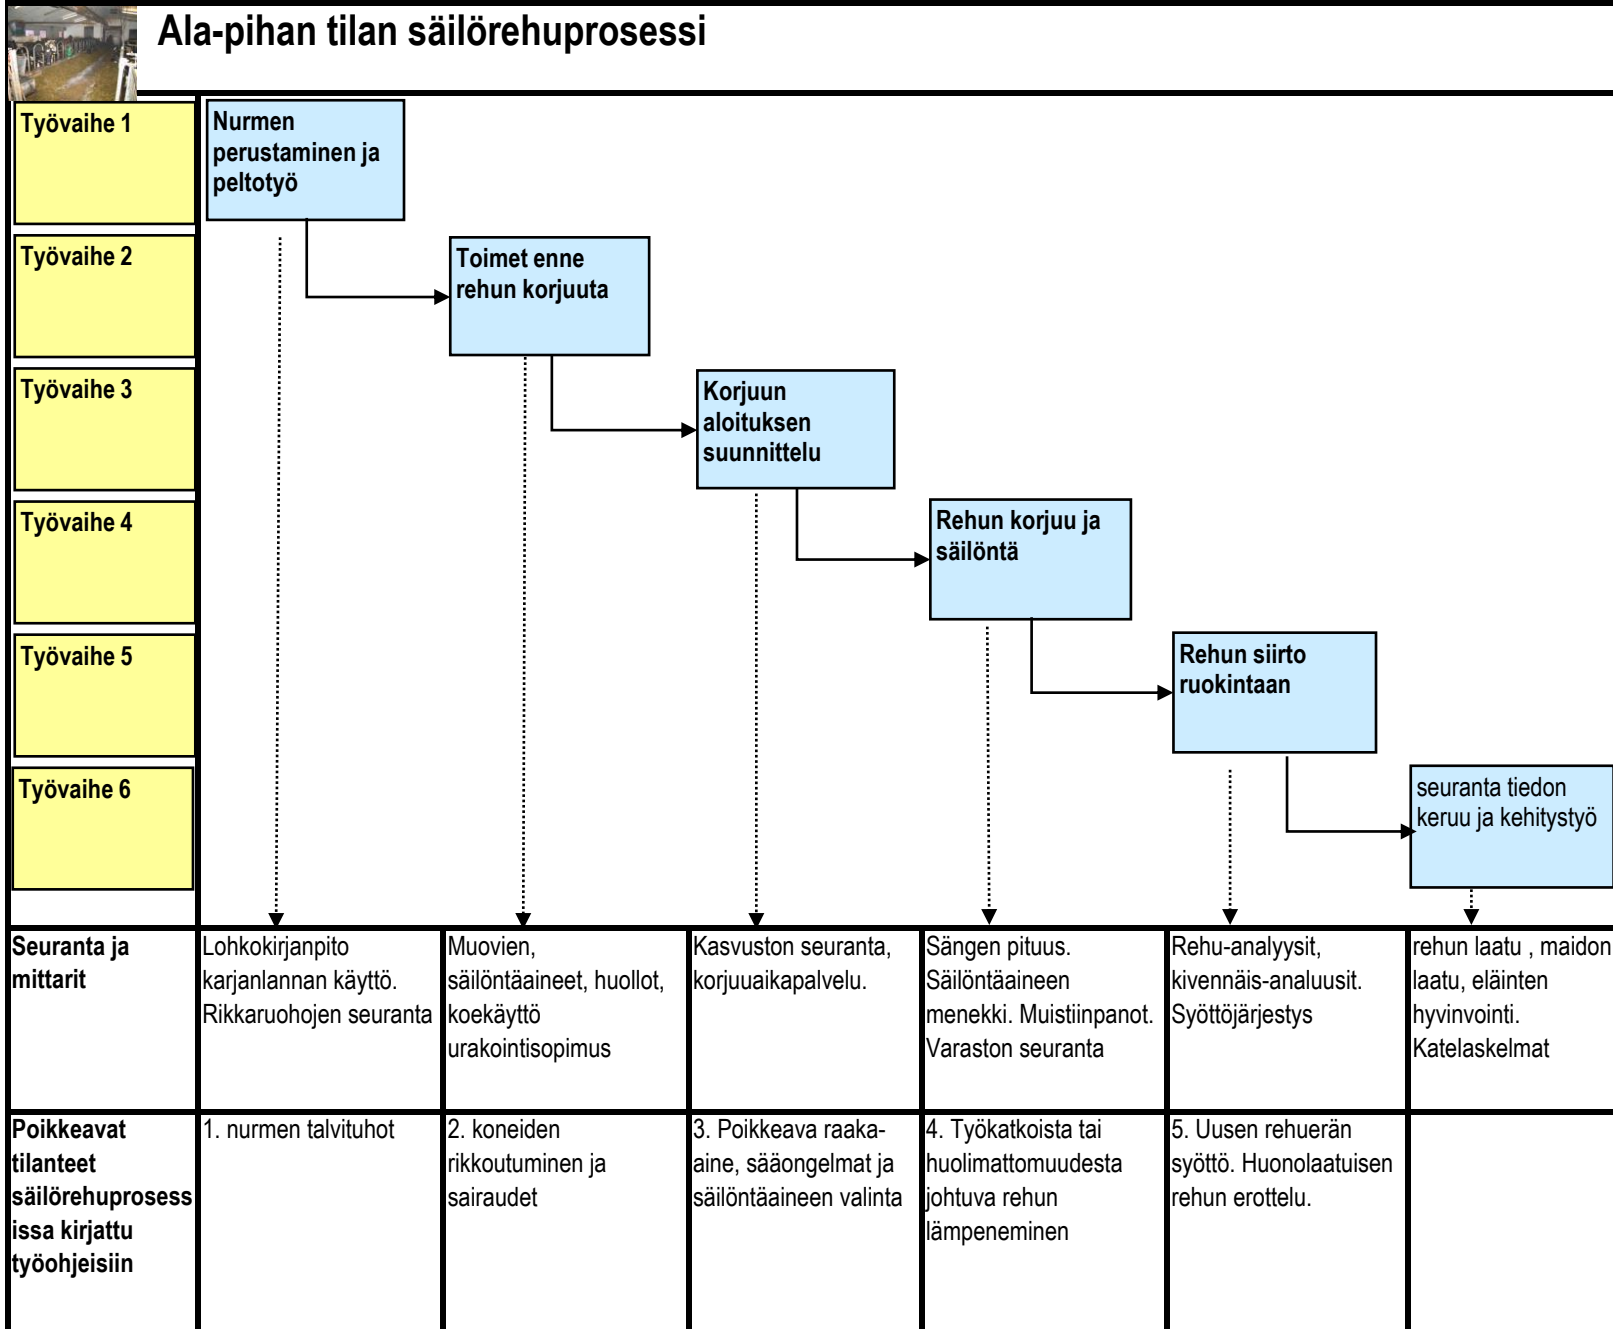 Ala-pihan tilan säilörehuprosessi
Työvaihe 1
Nurmen
perustaminen ja
peltotyö
Työvaihe 2
Toimet enne
rehun korjuuta
Työvaihe 3
Korjuun
aloituksen
suunnittelu
Työvaihe 4
Rehun korjuu ja
säilöntä
Työvaihe 5
Rehun siirto
ruokintaan
Työvaihe 6
seuranta tiedon
keruu ja kehitystyö
Seuranta ja
mittarit
Lohkokirjanpito
karjanlannan käyttö.
Rikkaruohojen seuranta
Muovien,
säilöntäaineet, huollot,
koekäyttö
urakointisopimus
Kasvuston seuranta,
korjuuaikapalvelu.
Sängen pituus.
Säilöntäaineen
menekki. Muistiinpanot.
Varaston seuranta
Rehu-analyysit,
kivennäis-analuusit.
Syöttöjärjestys
rehun laatu , maidon
laatu, eläinten
hyvinvointi.
Katelaskelmat
Poikkeavat
tilanteet
säilörehuprosess
issa kirjattu
työohjeisiin
1. nurmen talvituhot
2. koneiden
rikkoutuminen ja
sairaudet
3. Poikkeava raaka-
aine, sääongelmat ja
säilöntäaineen valinta
4. Työkatkoista tai
huolimattomuudesta
johtuva rehun
lämpeneminen
5. Uusen rehuerän
syöttö. Huonolaatuisen
rehun erottelu.